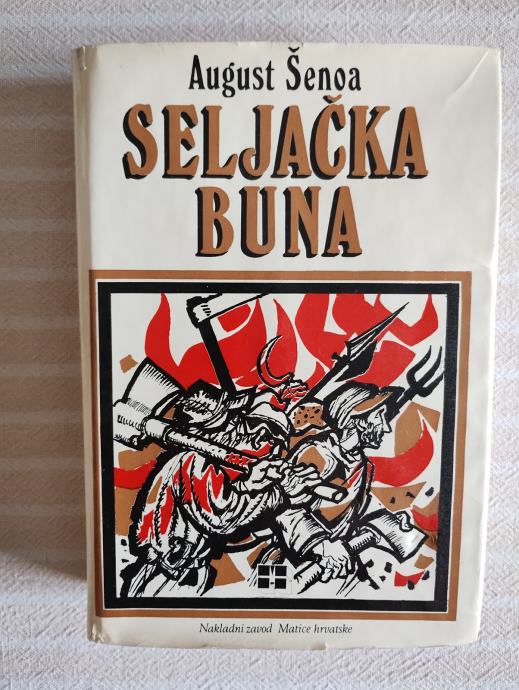 August Šenoa
SELJAČKA
BUNA
Nakladni zavod Matice hrvatske